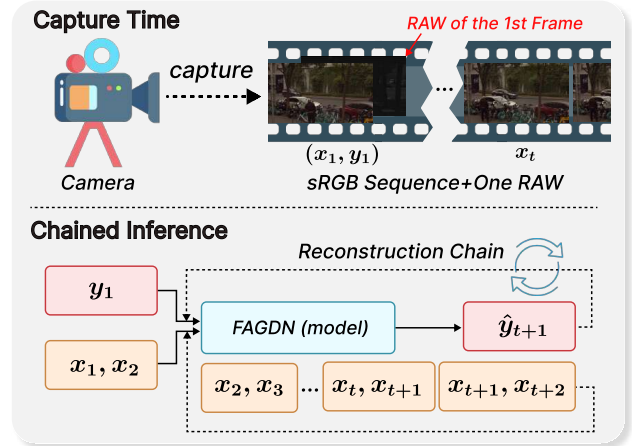 Capture Time
RAW of the 1st Frame
capture
...
(x₁, y₁)
xₜ
Camera
sRGB Sequence+One RAW
Chained Inference
Reconstruction Chain
y₁
FAGDN (model)
ŷₜ₊₁
x₁, x₂
x₂, x₃
...
xₜ, xₜ₊₁
xₜ₊₁, xₜ₊₂